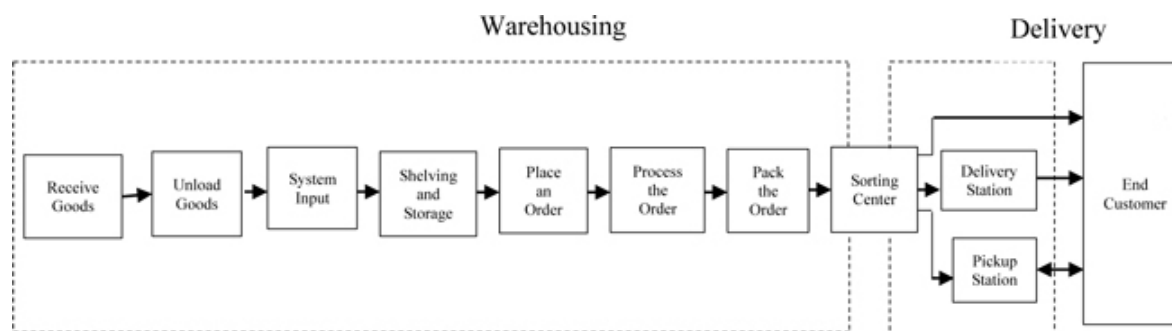 Warehousing
Delivery
Receive
Goods
Unload
Goods
System
Input
Shelving
and
Storage
Place
an
Order
Process
the
Order
Pack
the
Order
Sorting
Center
Delivery
Station
Pickup
Station
End
Customer